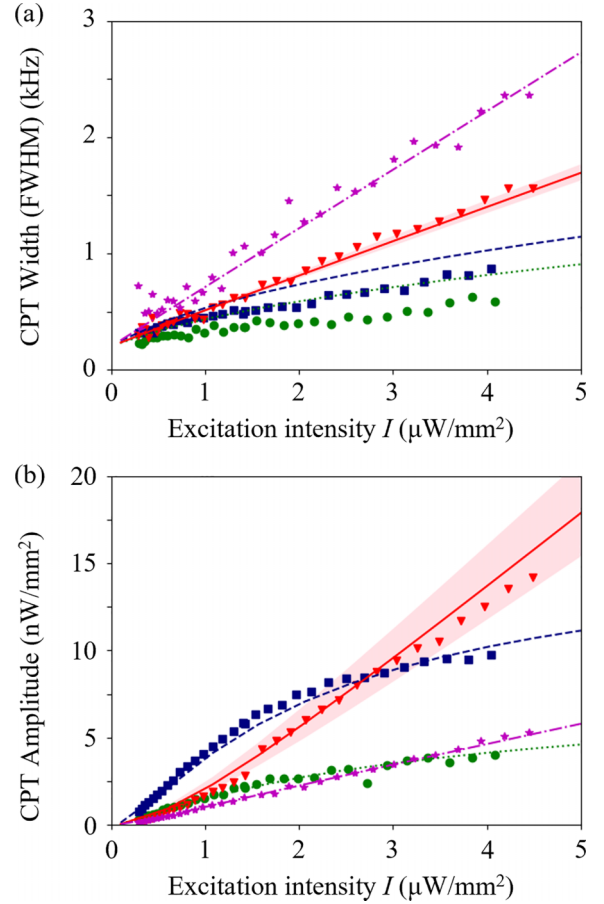 (a)
3
2
1
0
CPT Width (FWHM) (kHz)
0 1 2 3 4 5
Excitation intensity I (μW/mm²)
(b)
20
15
10
5
0
CPT Amplitude (nW/mm²)
0 1 2 3 4 5
Excitation intensity I (μW/mm²)